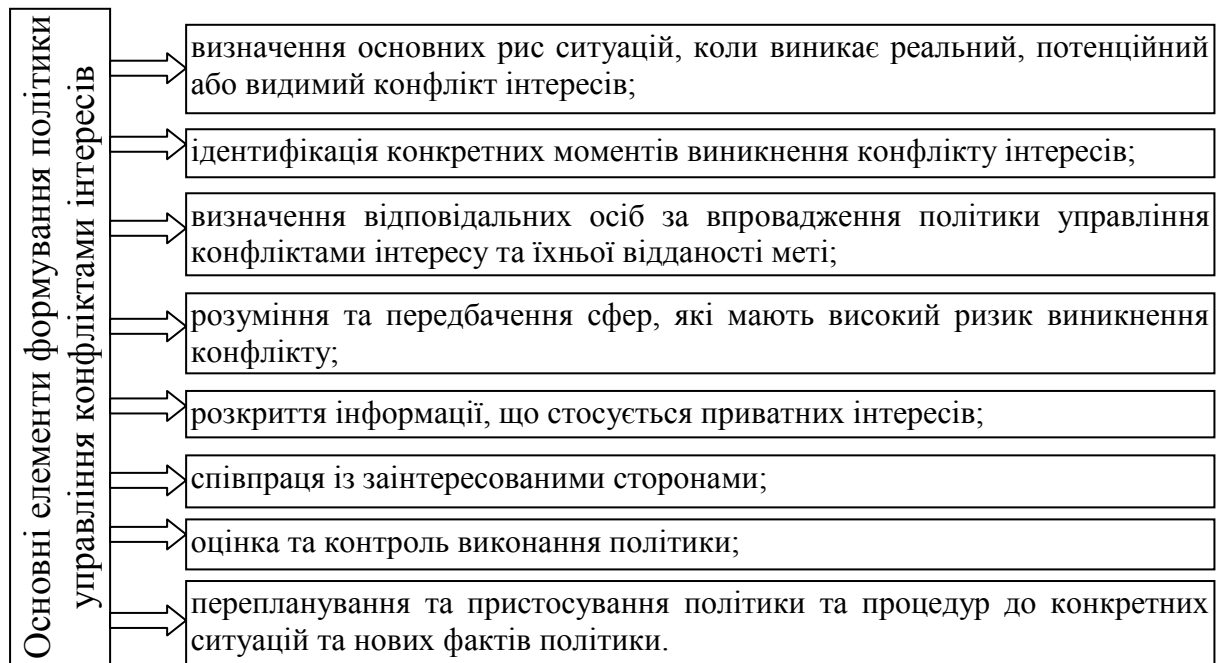 Основні елементи формування політики
управління конфліктами інтересів
визначення основних рис ситуацій, коли виникає реальний, потенційний
або видимий конфлікт інтересів;
ідентифікація конкретних моментів виникнення конфлікту інтересів;
визначення відповідальних осіб за впровадження політики управління
конфліктами інтересу та їхньої відданості меті;
розуміння та передбачення сфер, які мають високий ризик виникнення
конфлікту;
розкриття інформації, що стосується приватних інтересів;
співпраця із заінтересованими сторонами;
оцінка та контроль виконання політики;
перепланування та пристосування політики та процедур до конкретних
ситуацій та нових фактів політики.